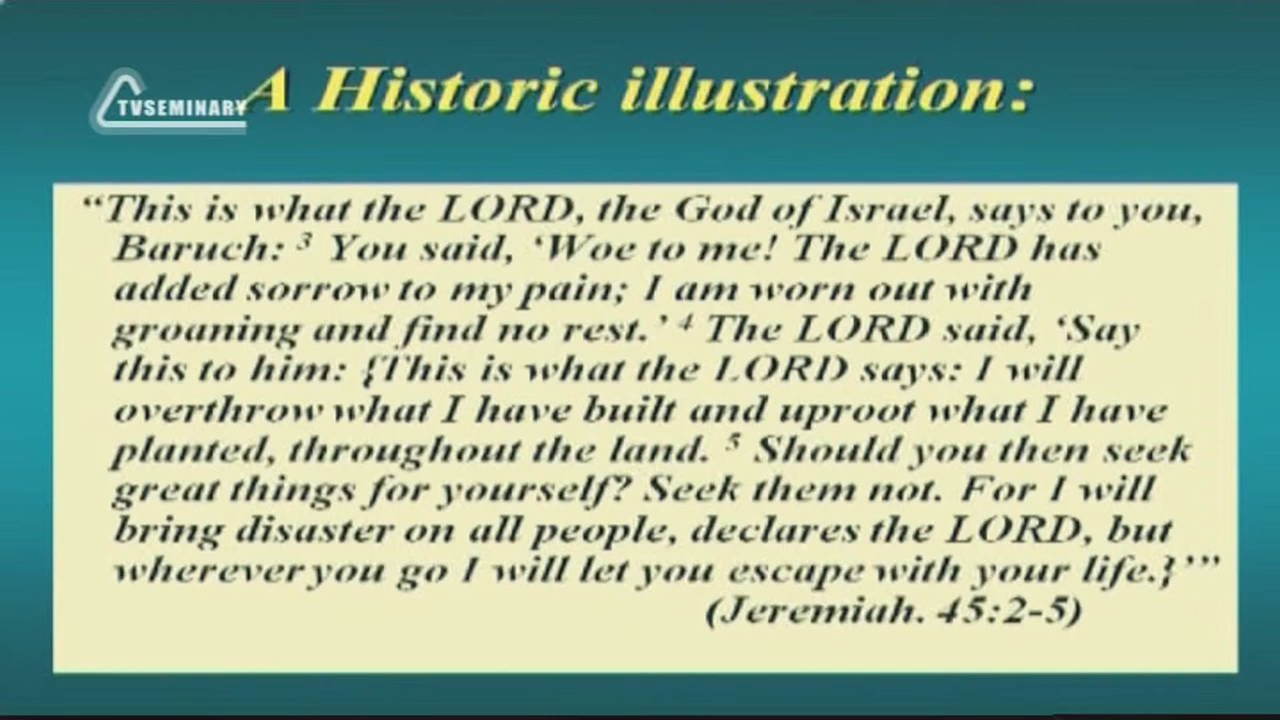 A Historic illustration:
TVSEMINARY
“This is what the LORD, the God of Israel, says to you,
Baruch: ³ You said, ‘Woe to me! The LORD has
added sorrow to my pain; I am worn out with
groaning and find no rest.’ ⁴ The LORD said, ‘Say
this to him: {This is what the LORD says: I will
overthrow what I have built and uproot what I have
planted, throughout the land. ⁵ Should you then seek
great things for yourself? Seek them not. For I will
bring disaster on all people, declares the LORD, but
wherever you go I will let you escape with your life.}’”
(Jeremiah. 45:2-5)